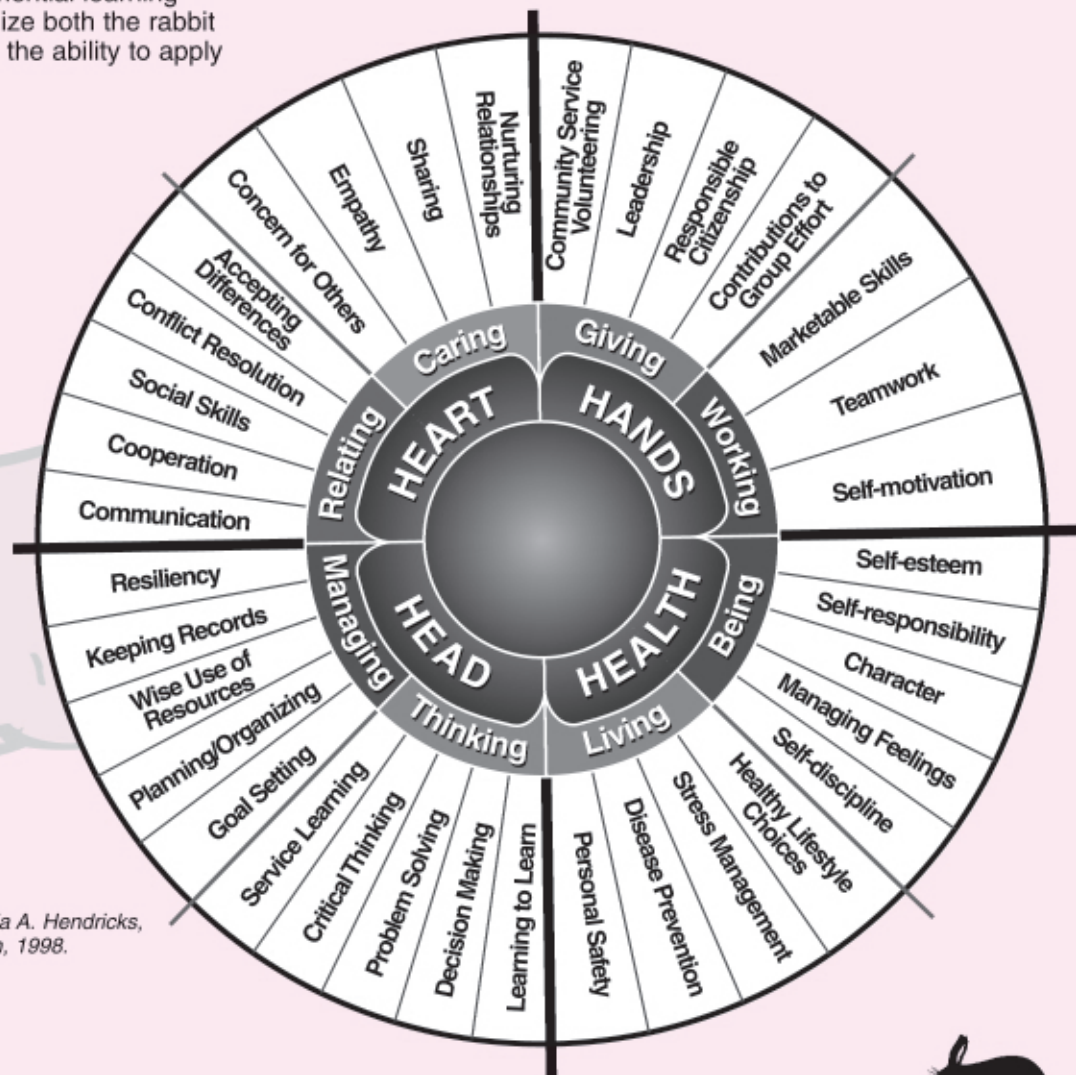 ize both the rabbit
the ability to apply
Nurturing
Relationships
Sharing
Empathy
Concern for Others
Accepting
Differences
Conflict Resolution
Social Skills
Cooperation
Communication
Community Service
Volunteering
Leadership
Responsible
Citizenship
Contributions to
Group Effort
Marketable Skills
Teamwork
Self-motivation
Caring
Giving
Relating
HEART
HANDS
Working
Managing
HEAD
HEALTH
Being
Thinking
Living
Resiliency
Keeping Records
Wise Use of
Resources
Planning/Organizing
Goal Setting
Service Learning
Critical Thinking
Problem Solving
Decision Making
Learning to Learn
Self-esteem
Self-responsibility
Character
Managing Feelings
Self-discipline
Healthy Lifestyle
Choices
Stress Management
Disease Prevention
Personal Safety
a A. Hendricks,
, 1998.